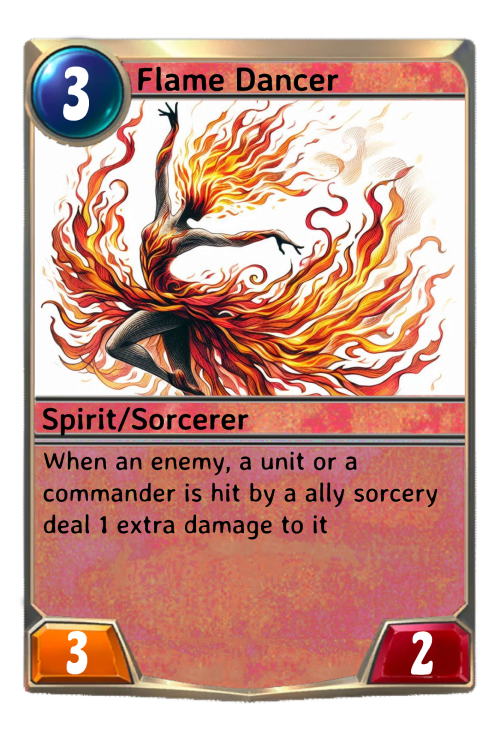 3
Flame Dancer
Spirit/Sorcerer
When an enemy, a unit or a
commander is hit by a ally sorcery
deal 1 extra damage to it
3
2